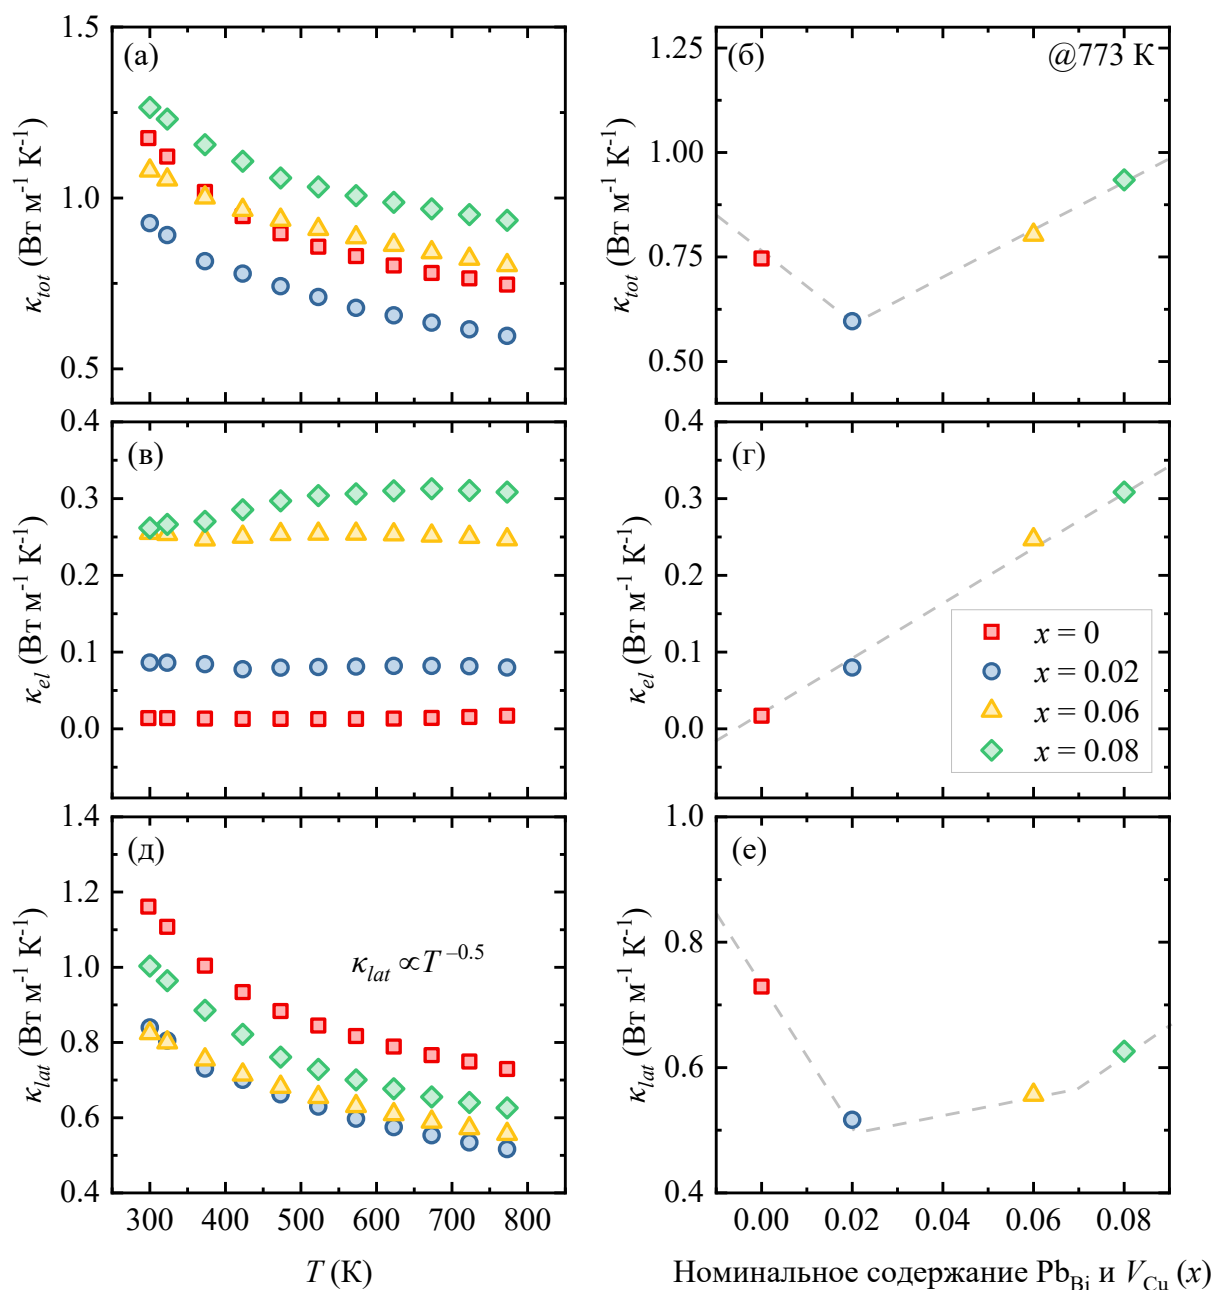 (а)
1.5
1.0
0.5
κtot (Вт м⁻¹ К⁻¹)
(б)
@773 К
1.25
1.00
0.75
0.50
κtot (Вт м⁻¹ К⁻¹)
(в)
0.4
0.3
0.2
0.1
0.0
κel (Вт м⁻¹ К⁻¹)
(г)
0.4
0.3
0.2
0.1
0.0
κel (Вт м⁻¹ К⁻¹)
x = 0
x = 0.02
x = 0.06
x = 0.08
(д)
1.4
1.2
1.0
0.8
0.6
0.4
κlat (Вт м⁻¹ К⁻¹)
κlat ∝T⁻⁰·⁵
300 400 500 600 700 800
T (К)
(е)
1.0
0.8
0.6
0.4
κlat (Вт м⁻¹ К⁻¹)
0.00 0.02 0.04 0.06 0.08
Номинальное содержание PbBi и VCu (x)